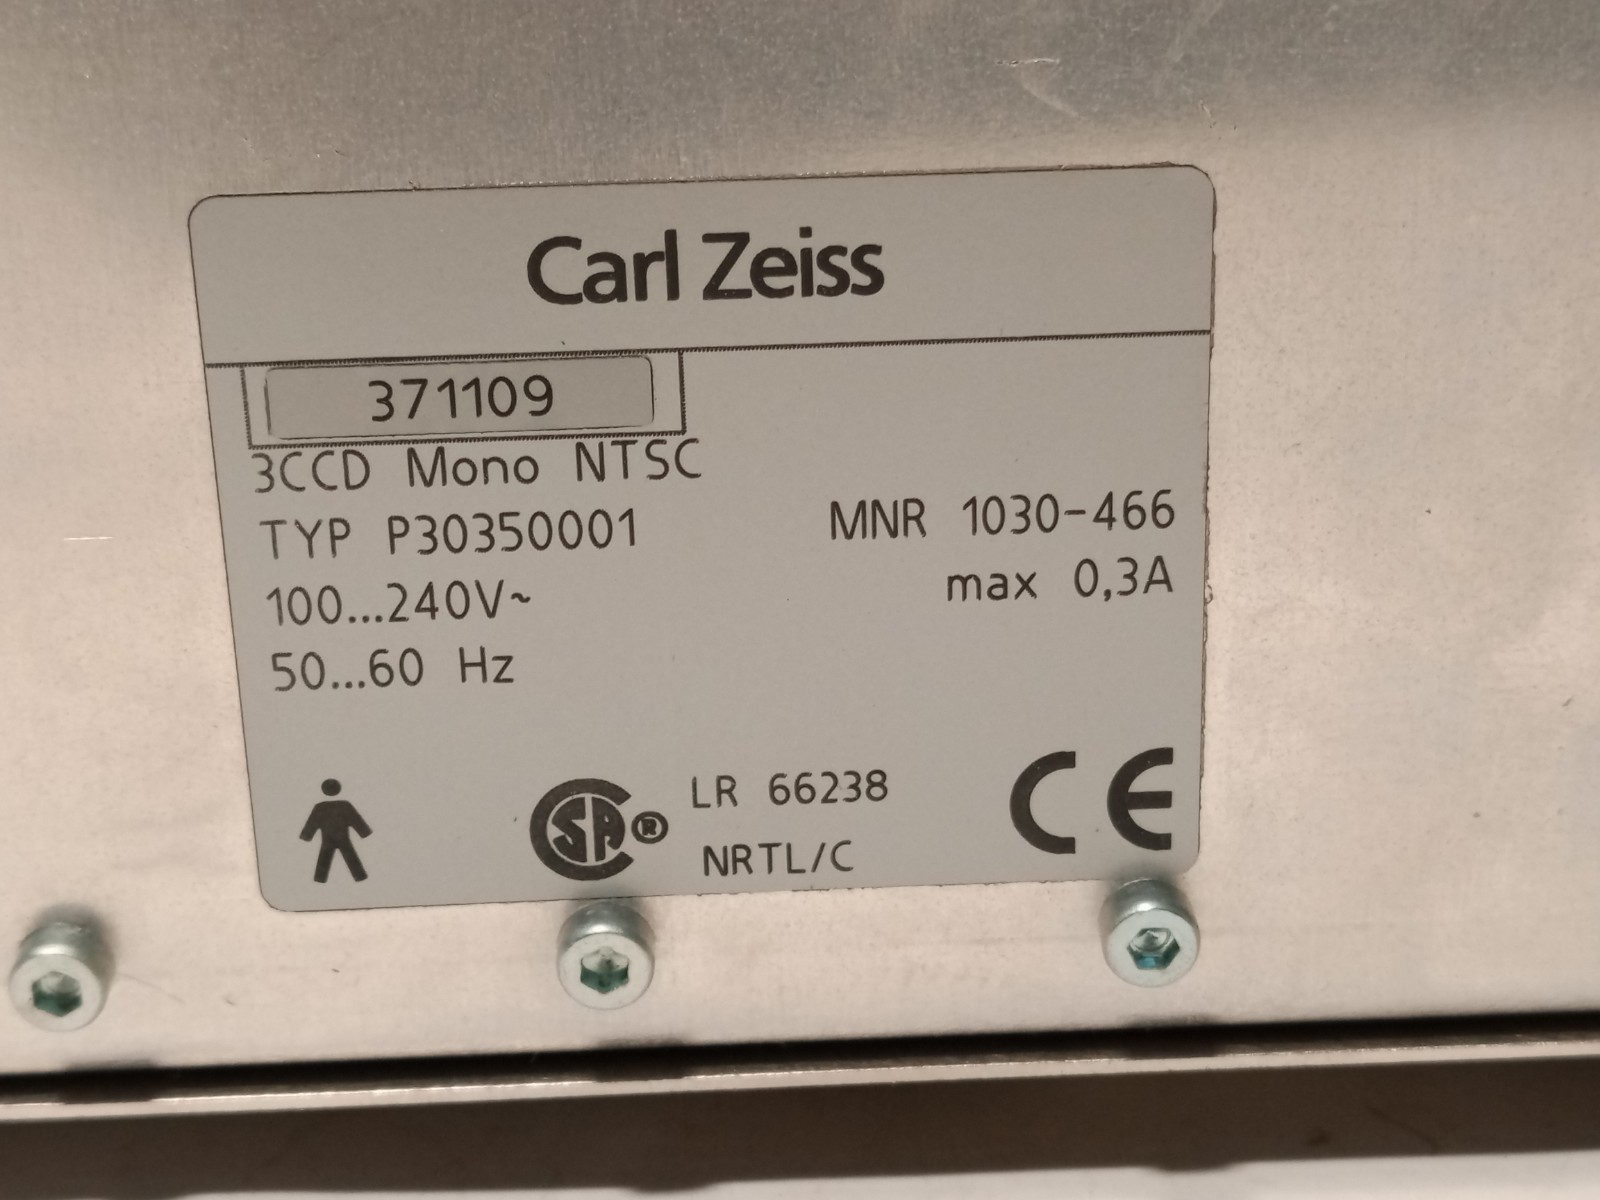 Carl Zeiss
371109
3CCD Mono NTSC
TYP P30350001 MNR 1030-466
100...240V~ max 0,3A
50...60 Hz
SA® LR 66238
NRTL/C
CE